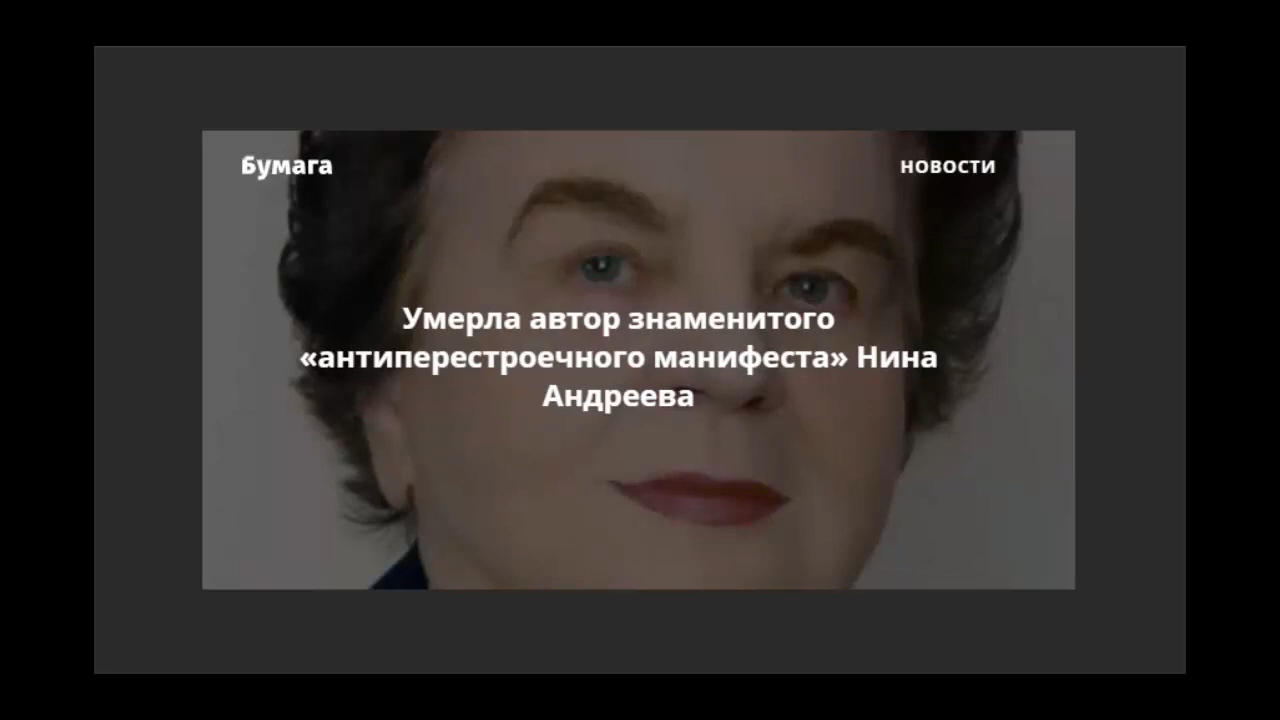 Бумага
НОВОСТИ
Умерла автор знаменитого
«антиперестроечного манифеста» Нина
Андреева